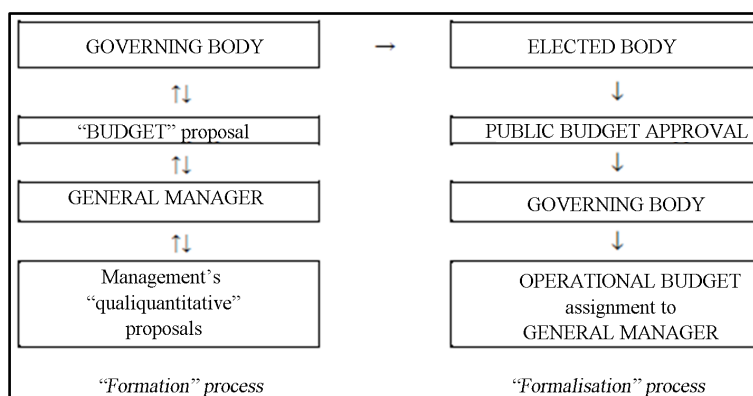 GOVERNING BODY → ELECTED BODY
↑↓ ↓
“BUDGET” proposal PUBLIC BUDGET APPROVAL
↑↓ ↓
GENERAL MANAGER GOVERNING BODY
↑↓ ↓
Management’s OPERATIONAL BUDGET
“qualiquantitative” assignment to
proposals GENERAL MANAGER
“Formation” process “Formalisation” process